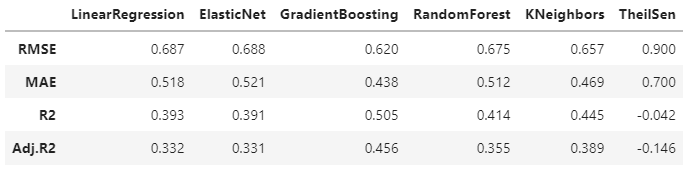 LinearRegression ElasticNet GradientBoosting RandomForest KNeighbors TheilSen
RMSE 0.687 0.688 0.620 0.675 0.657 0.900
MAE 0.518 0.521 0.438 0.512 0.469 0.700
R2 0.393 0.391 0.505 0.414 0.445 -0.042
Adj.R2 0.332 0.331 0.456 0.355 0.389 -0.146